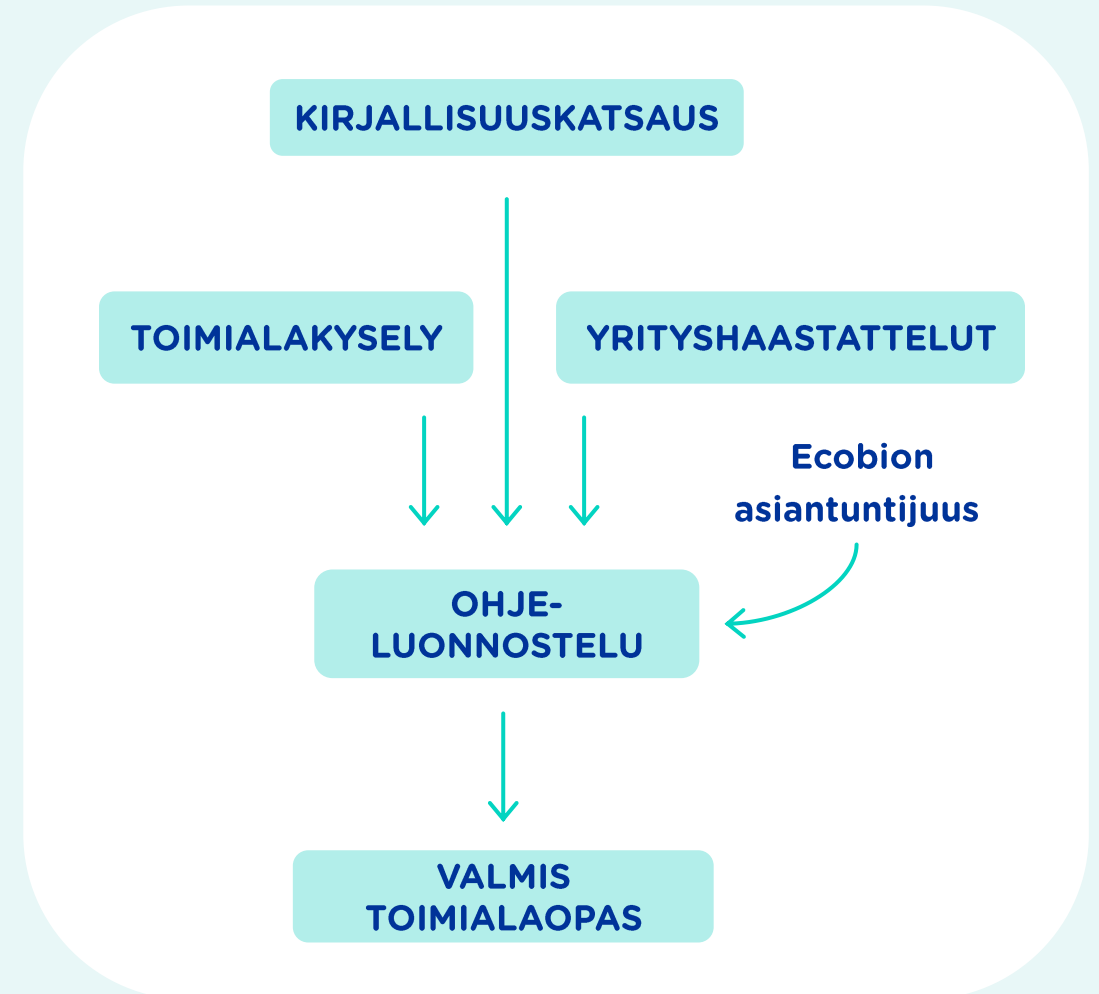 KIRJALLISUUSKATSAUS
TOIMIALAKYSELY
YRITYSHAASTATTELUT
Ecobion
asiantuntijuus
OHJE-
LUONNOSTELU
VALMIS
TOIMIALAOPAS